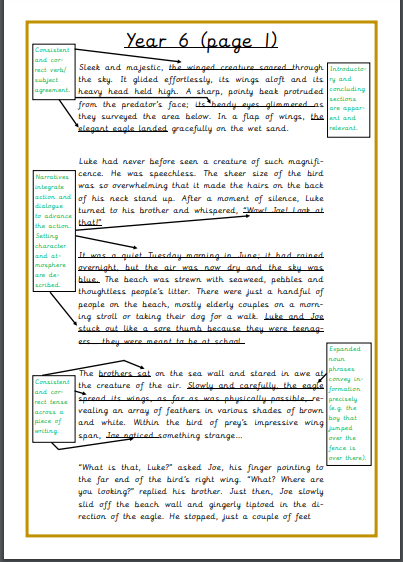 Year 6 (page 1)
Consistent
and cor-
rect verb/
subject
agreement.
Sleek and majestic, the winged creature soared through
the sky. It glided effortlessly, its wings aloft and its
heavy head held high. A sharp, pointy beak protruded
from the predator's face; its beady eyes glimmered as
they surveyed the area below. In a flap of wings, the
elegant eagle landed gracefully on the wet sand.
Introducto-
ry and
concluding
sections
are appar-
ent and
relevant.
Luke had never before seen a creature of such magnifi-
cence. He was speechless. The sheer size of the bird
was so overwhelming that it made the hairs on the back
of his neck stand up. After a moment of silence, Luke
turned to his brother and whispered, "Wow! Joe! Look at
that!"
Narratives
integrate
action and
dialogue
to advance
the action.
Setting
character
and at-
mosphere
are de-
scribed.
It was a quiet Tuesday morning in June; it had rained
overnight, but the air was now dry and the sky was
blue. The beach was strewn with seaweed, pebbles and
thoughtless people's litter. There were just a handful of
people on the beach, mostly elderly couples on a morn-
ing stroll or taking their dog for a walk. Luke and Joe
stuck out like a sore thumb because they were teenag-
ers... they were meant to be at school.
Expanded
noun
phrases
convey in-
formation
precisely
(e.g. the
boy that
jumped
over the
fence is
over there).
Consistent
and cor-
rect tense
across a
piece of
writing.
The brothers sat on the sea wall and stared in awe at
the creature of the air. Slowly and carefully, the eagle
spread its wings, as far as was physically possible, re-
vealing an array of feathers in various shades of brown
and white. Within the bird of prey's impressive wing
span, Joe noticed something strange...
"What is that, Luke?" asked Joe, his finger pointing to
the far end of the bird's right wing. "What? Where are
you looking?" replied his brother. Just then, Joe slowly
slid off the beach wall and gingerly tiptoed in the di-
rection of the eagle. He stopped, just a couple of feet